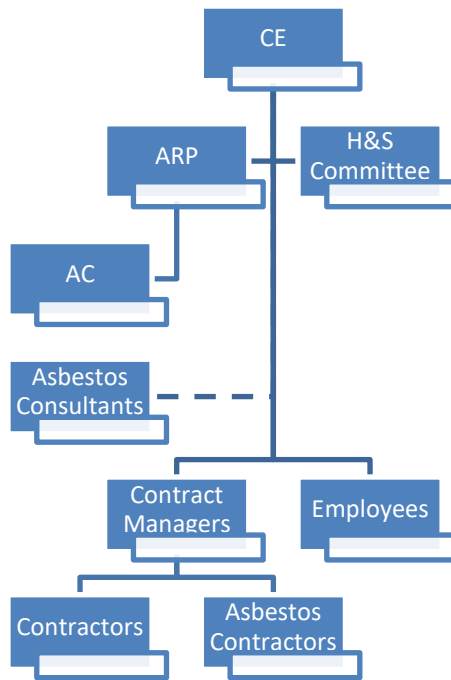 CE
ARP
H&S
Committee
AC
Asbestos
Consultants
Contract
Managers
Employees
Contractors
Asbestos
Contractors